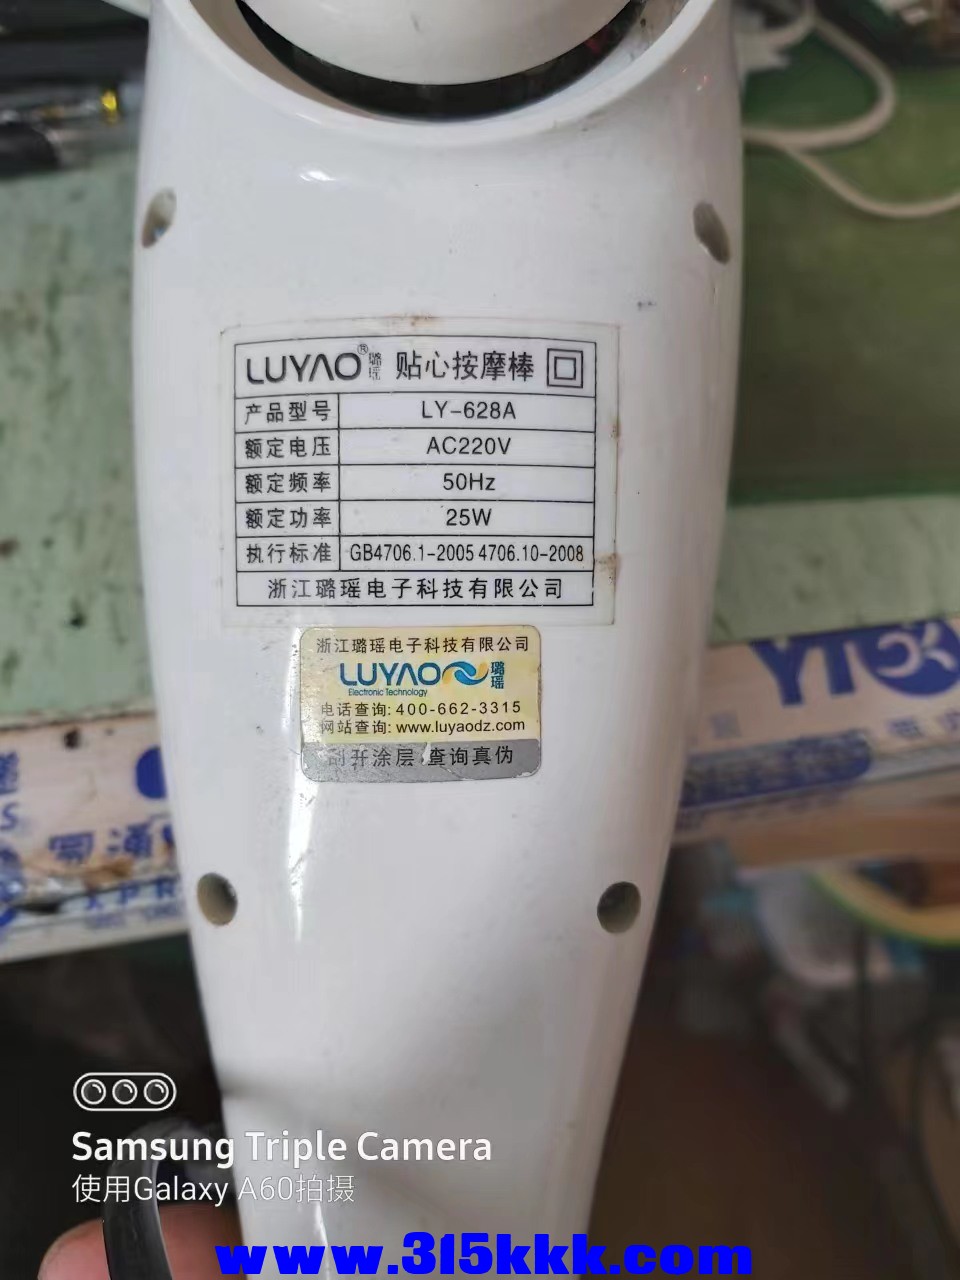 LUYAO® 璐瑶 贴心按摩棒
产品型号 LY-628A
额定电压 AC220V
额定频率 50Hz
额定功率 25W
执行标准 GB4706.1-2005 4706.10-2008
浙江璐瑶电子科技有限公司
浙江璐瑶电子科技有限公司
LUYAO 璐瑶
Electronic Technology
电话查询: 400-662-3315
网站查询: www.luyaodz.com
刮开涂层 查询真伪
YTO
Samsung Triple Camera
使用Galaxy A60拍摄
www.315kkk.com